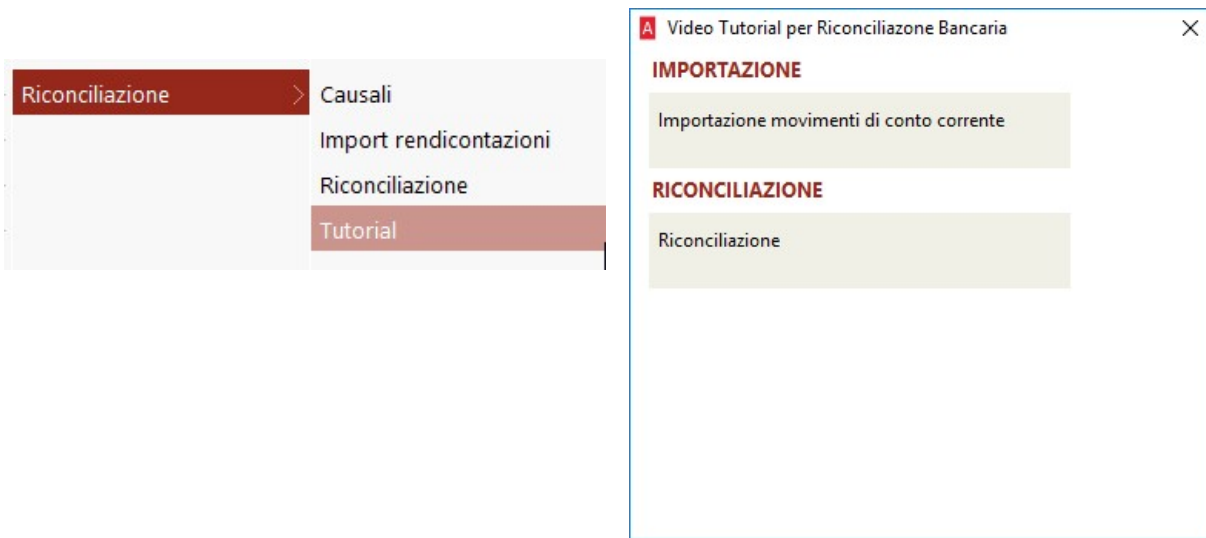 Riconciliazione
Causali
Import rendicontazioni
Riconciliazione
Tutorial
A Video Tutorial per Riconciliazone Bancaria
IMPORTAZIONE
Importazione movimenti di conto corrente
RICONCILIAZIONE
Riconciliazione